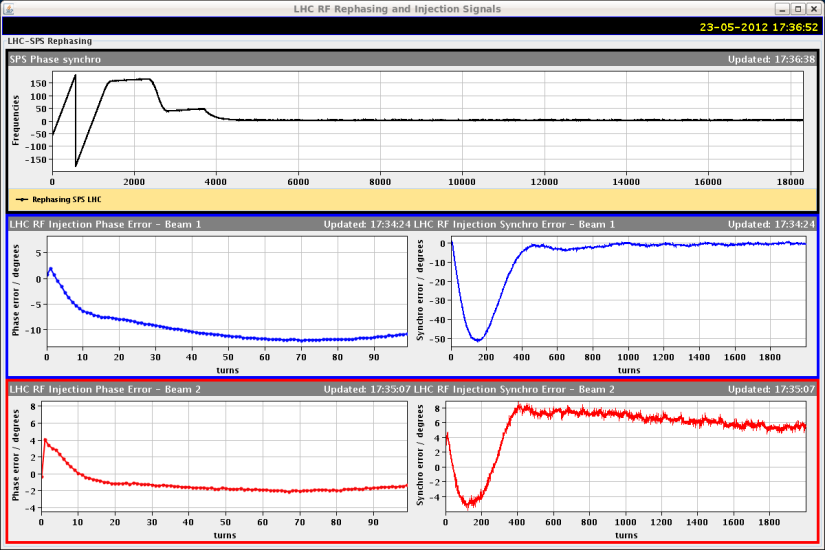 LHC RF Rephasing and Injection Signals
23-05-2012 17:36:52
LHC-SPS Rephasing
SPS Phase synchro Updated: 17:36:38
Frequencies
150
100
50
0
-50
-100
-150
0 2000 4000 6000 8000 10000 12000 14000 16000 18000
Rephasing SPS LHC
LHC RF Injection Phase Error - Beam 1 Updated: 17:34:24
Phase error / degrees
5
0
-5
-10
0 10 20 30 40 50 60 70 80 90
turns
LHC RF Injection Synchro Error - Beam 1 Updated: 17:34:24
Synchro error / degrees
0
-10
-20
-30
-40
-50
0 200 400 600 800 1000 1200 1400 1600 1800
turns
LHC RF Injection Phase Error - Beam 2 Updated: 17:35:07
Phase error / degrees
8
6
4
2
0
-2
-4
0 10 20 30 40 50 60 70 80 90
turns
LHC RF Injection Synchro Error - Beam 2 Updated: 17:35:07
Synchro error / degrees
8
6
4
2
0
-2
-4
0 200 400 600 800 1000 1200 1400 1600 1800
turns